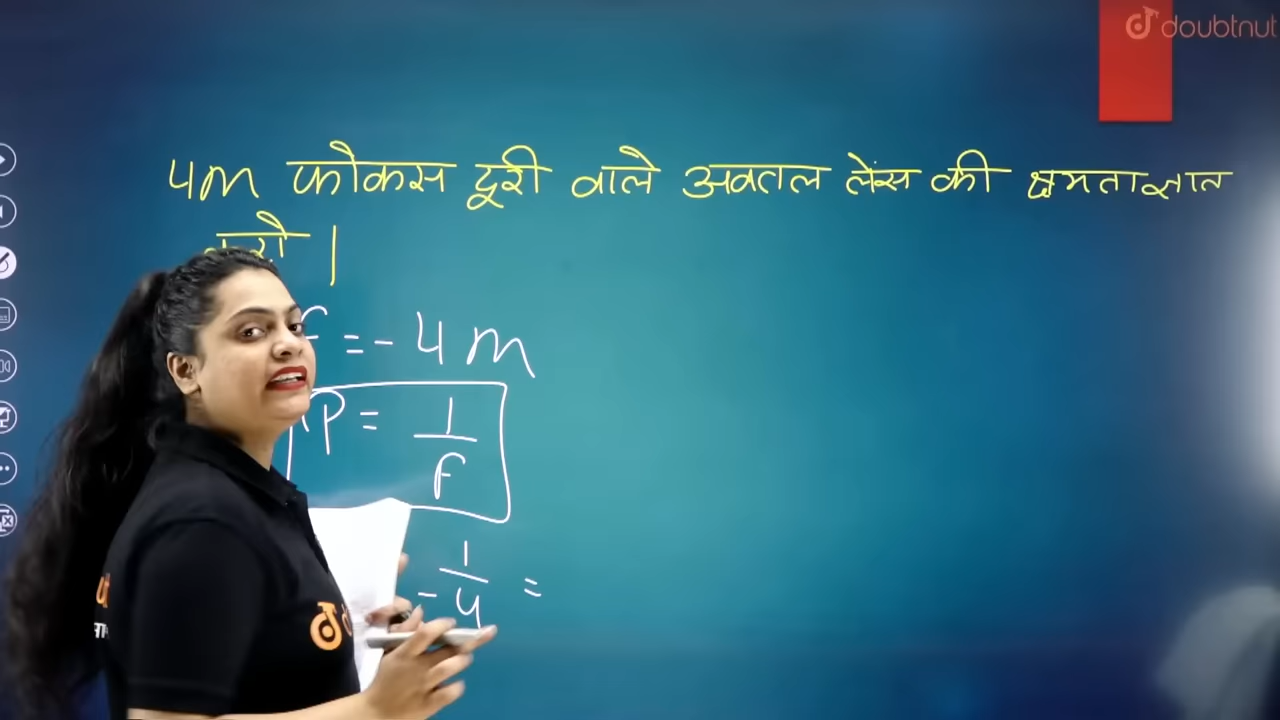 doubtnut
4m फोकस दूरी वाले अवतल लेंस की क्षमता ज्ञात
करो |
f = - 4 m
P = 1/f
- 1/4 =